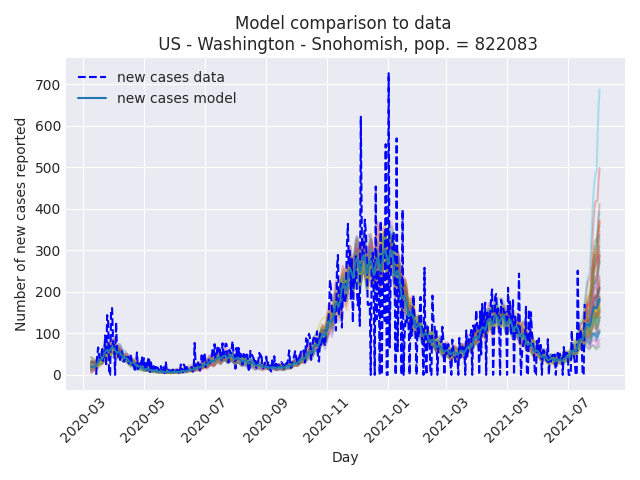 Model comparison to data
US - Washington - Snohomish, pop. = 822083
new cases data
new cases model
Number of new cases reported
700
600
500
400
300
200
100
0
2020-03
2020-05
2020-07
2020-09
2020-11
2021-01
2021-03
2021-05
2021-07
Day